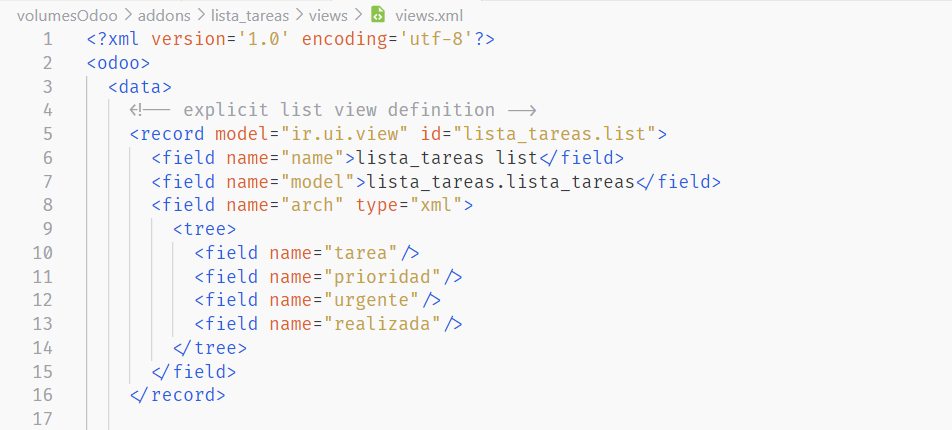 volumesOdoo > addons > lista_tareas > views > views.xml
1 <?xml version='1.0' encoding='utf-8'?>
2 <odoo>
3 <data>
4 <!-- explicit list view definition -->
5 <record model="ir.ui.view" id="lista_tareas.list">
6 <field name="name">lista_tareas list</field>
7 <field name="model">lista_tareas.lista_tareas</field>
8 <field name="arch" type="xml">
9 <tree>
10 <field name="tarea"/>
11 <field name="prioridad"/>
12 <field name="urgente"/>
13 <field name="realizada"/>
14 </tree>
15 </field>
16 </record>
17